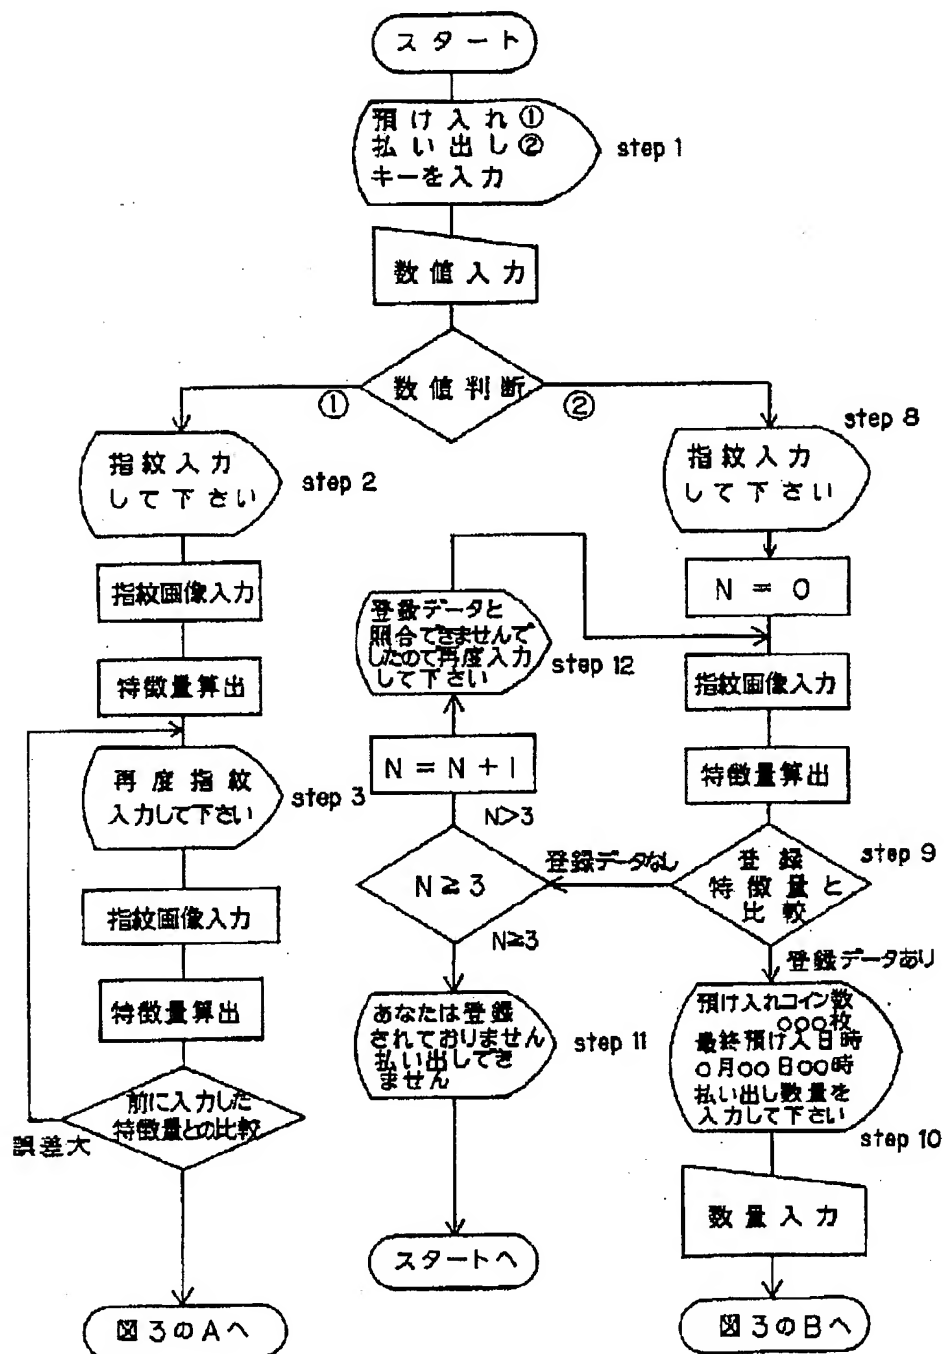 スタート
預け入れ①
払い出し②
キーを入力
step 1
数値入力
数値判断
①
②
指紋入力
して下さい
step 2
指紋画像入力
特徴量算出
再度指紋
入力して下さい
step 3
指紋画像入力
特徴量算出
前に入力した
特徴量との比較
誤差大
図3のAへ
step 8
指紋入力
して下さい
N = 0
指紋画像入力
特徴量算出
step 9
登録
特徴量と
比較
登録データなし
登録データあり
登録データと
照合できませんで
したので再度入力
して下さい
step 12
N = N + 1
N>3
N≥3
N≥3
あなたは登録
されておりません
払い出しでき
ません
step 11
スタートへ
預け入れコイン数
○○○枚
最終預け入日時
○月○○日○○時
払い出し数量を
入力して下さい
step 10
数量入力
図3のBへ